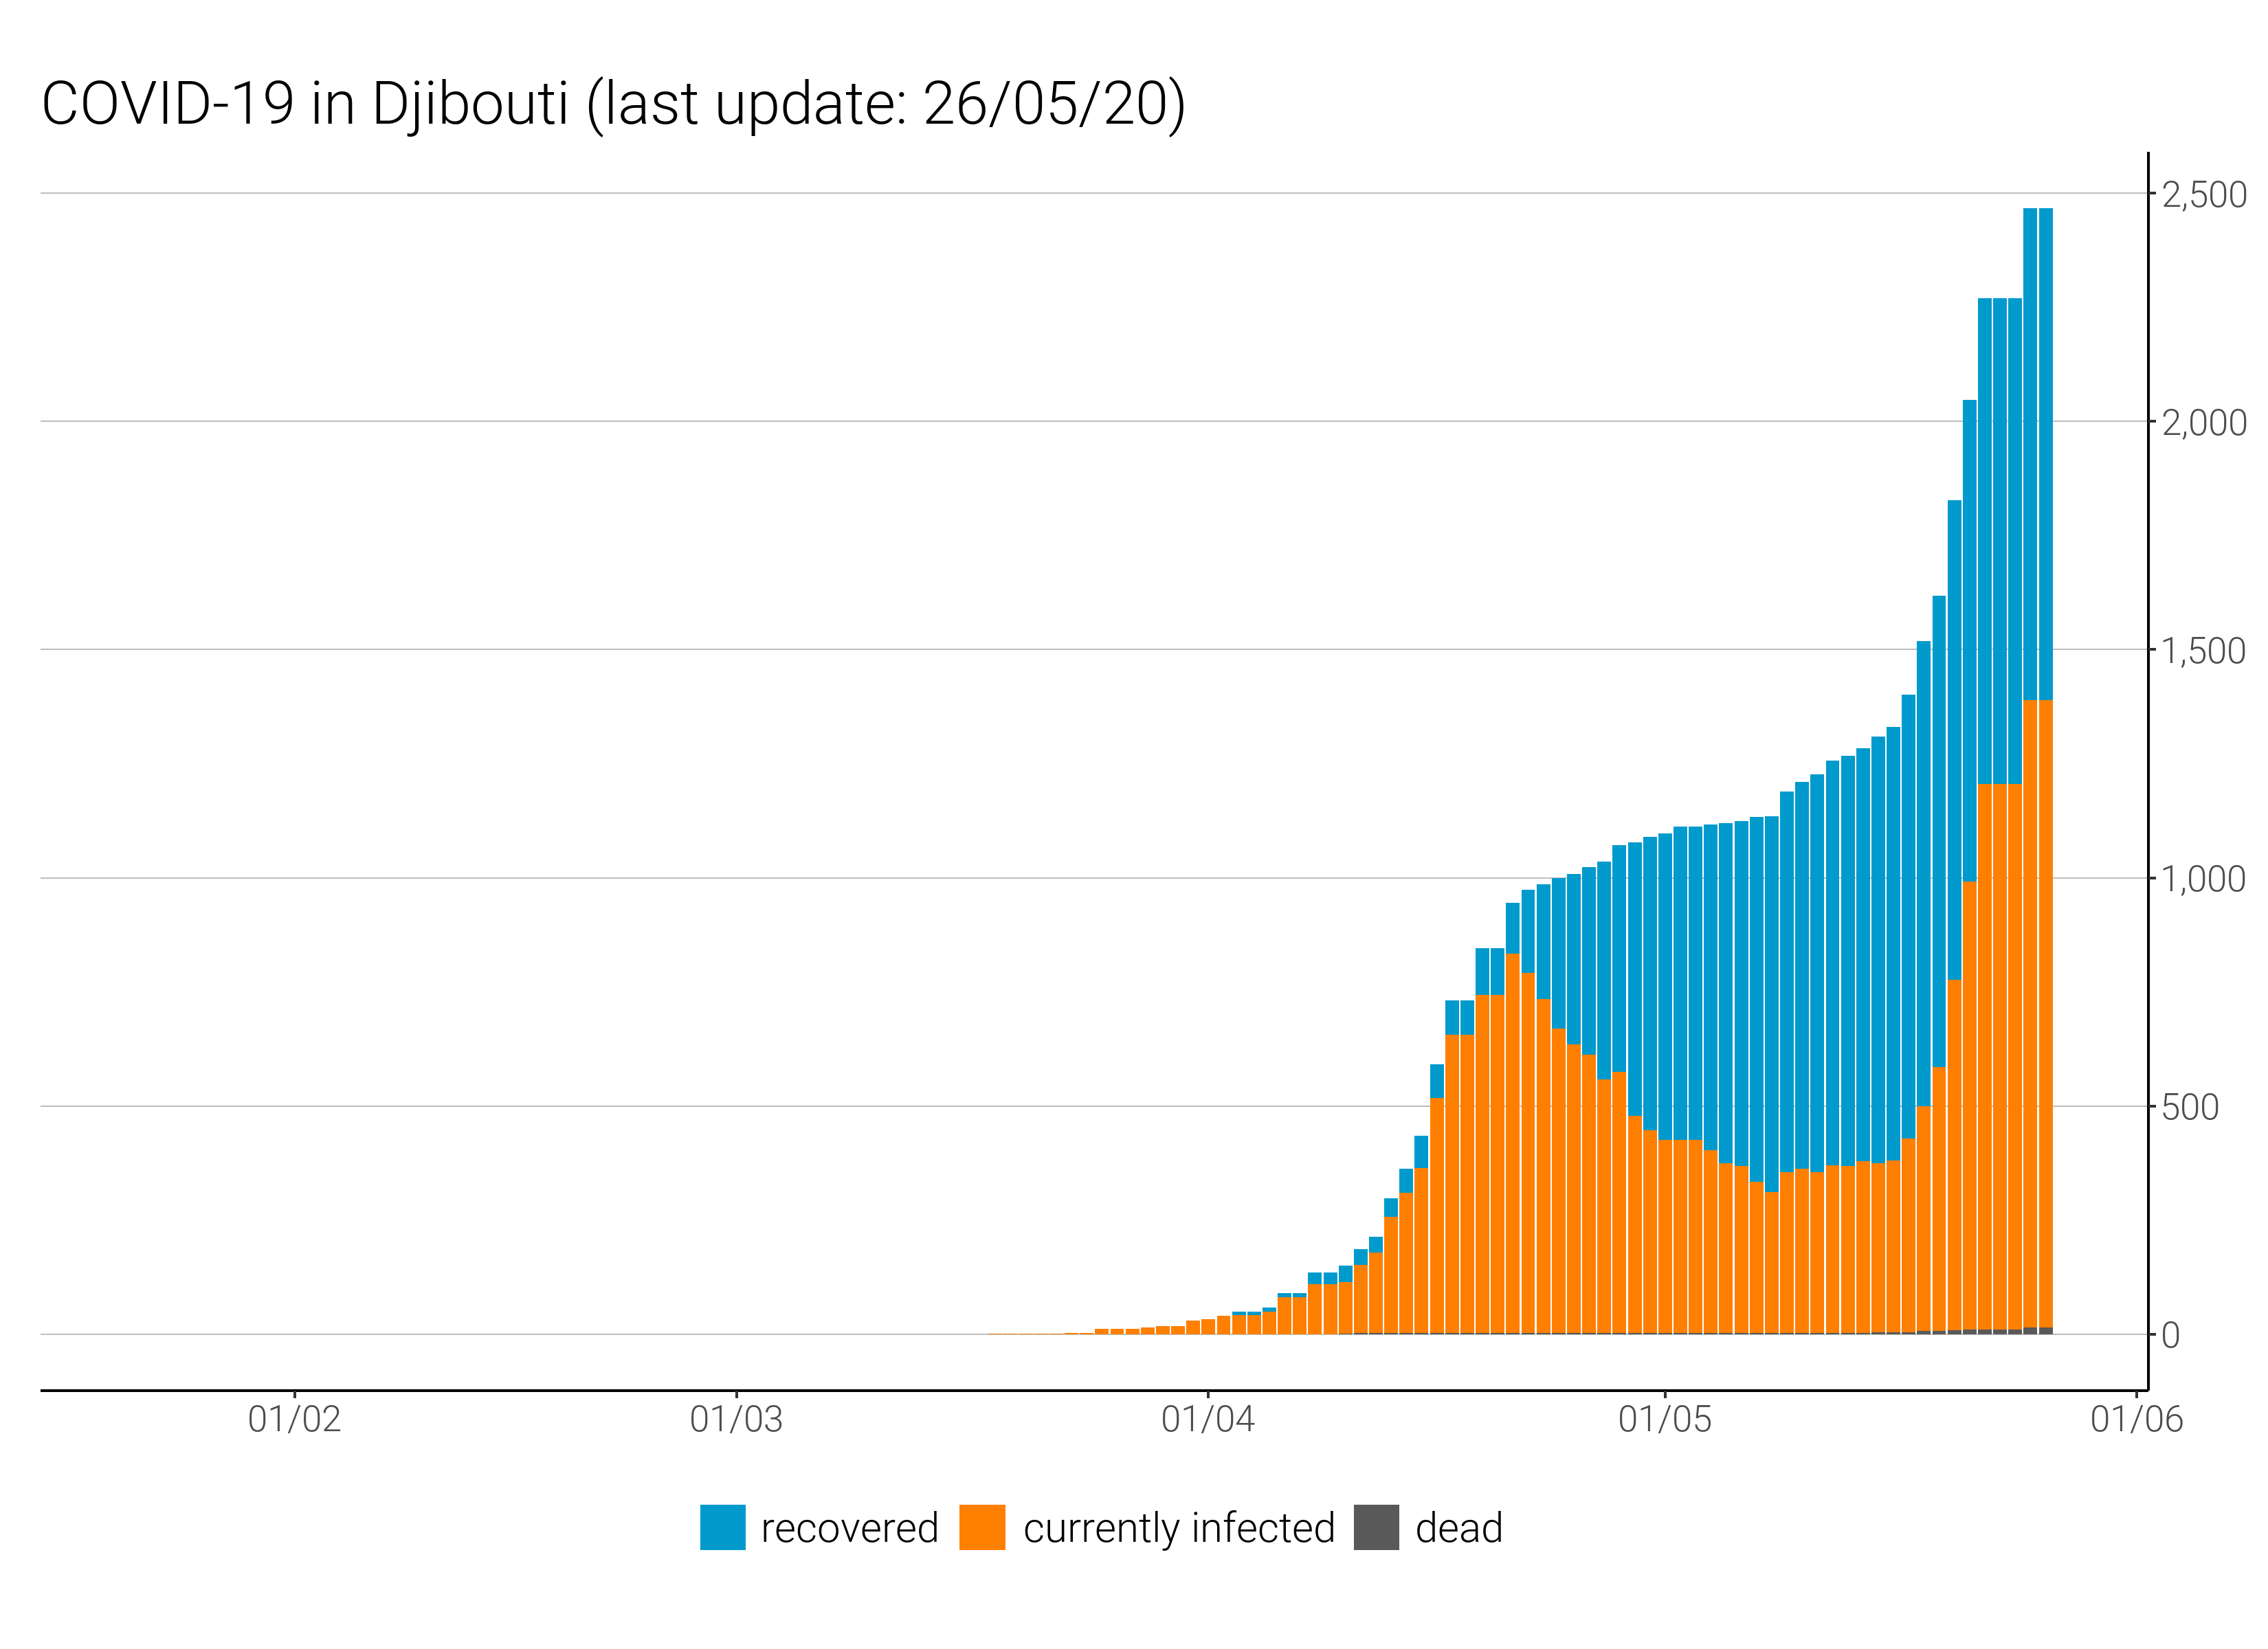 COVID-19 in Djibouti (last update: 26/05/20)
2,500
2,000
1,500
1,000
500
0
01/02 01/03 01/04 01/05 01/06
recovered currently infected dead